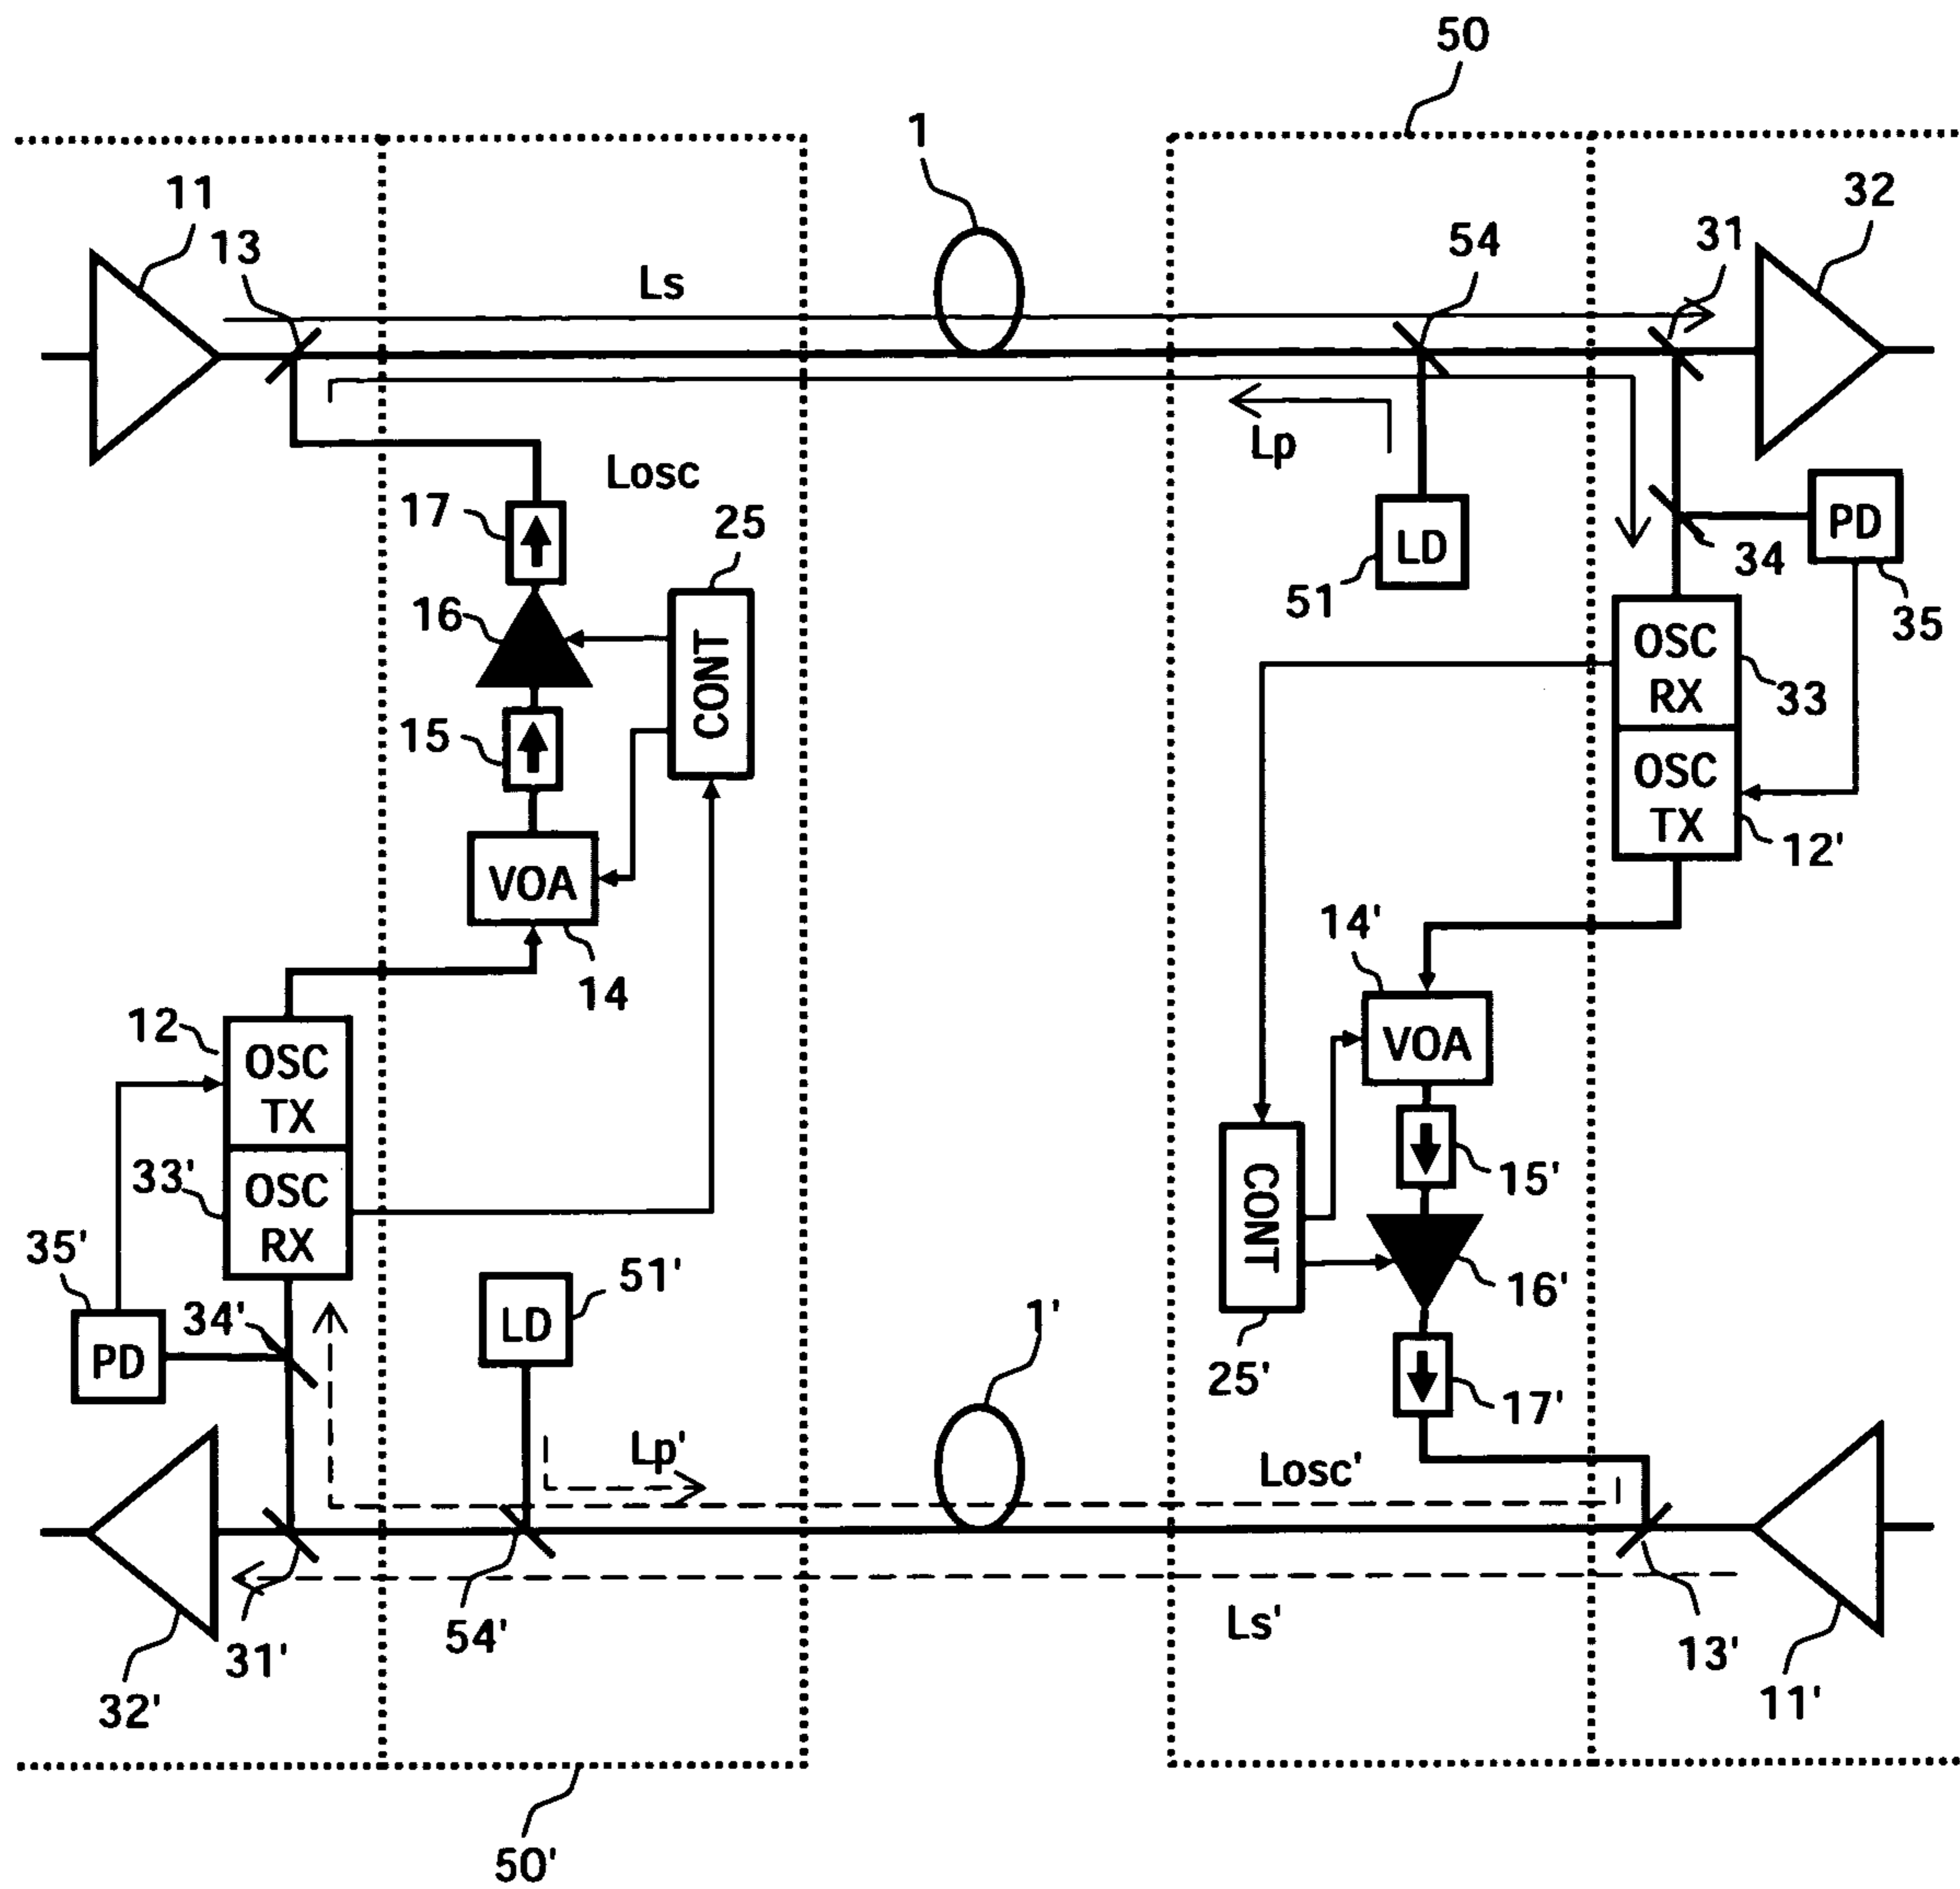 50
1
11
13
Ls
54
31
32
Losc
Lp
17
25
LD
51
34
PD
35
16
CONT
OSC
RX
33
15
OSC
TX
12'
VOA
14
14'
VOA
12
OSC
TX
CONT
15'
33'
OSC
RX
35'
51'
16'
34'
LD
1'
PD
25'
17'
Lp'
Losc'
31'
54'
Ls'
13'
32'
11'
50'